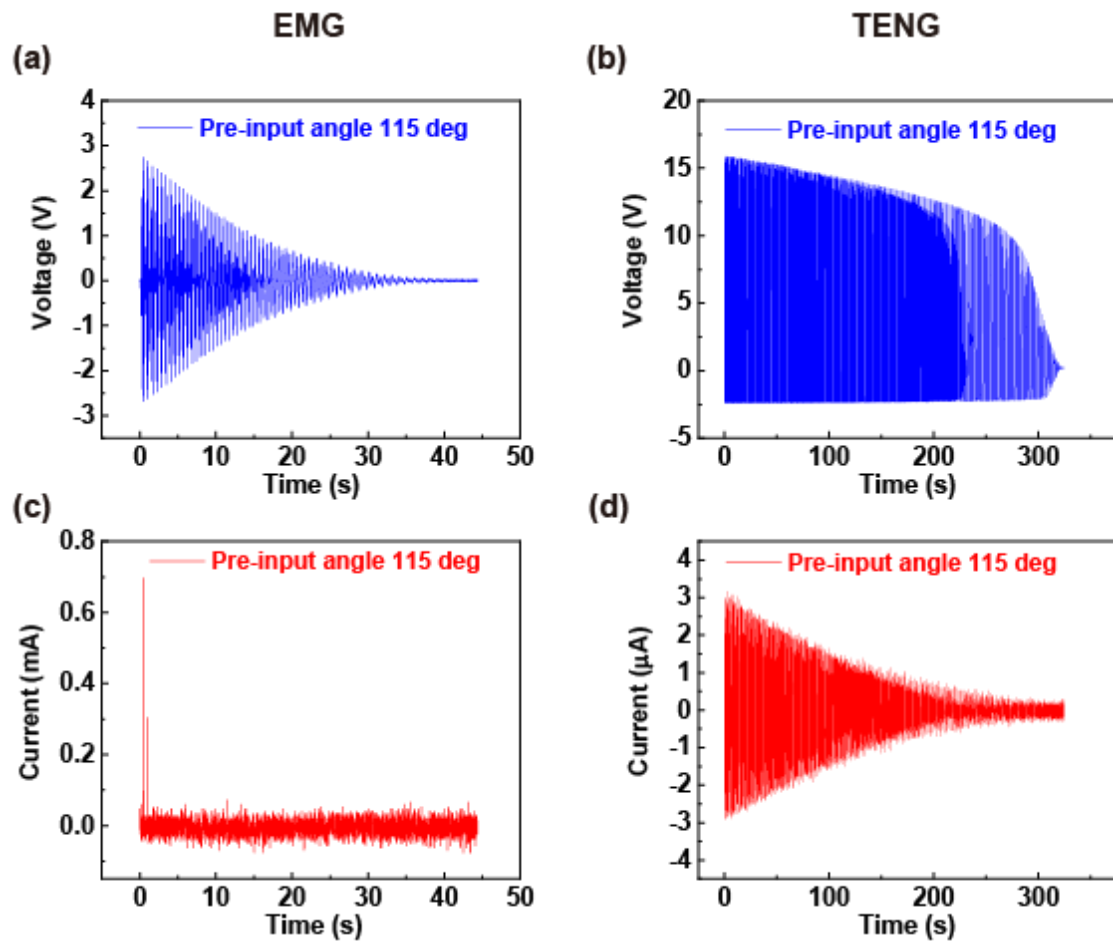 EMG
TENG
(a)
(b)
4
3
2
1
0
-1
-2
-3
Voltage (V)
Pre-input angle 115 deg
0
10
20
30
40
50
Time (s)
20
15
10
5
0
-5
Voltage (V)
Pre-input angle 115 deg
0
100
200
300
Time (s)
(c)
(d)
0.8
0.6
0.4
0.2
0.0
Current (mA)
Pre-input angle 115 deg
0
10
20
30
40
50
Time (s)
4
3
2
1
0
-1
-2
-3
-4
Current (μA)
Pre-input angle 115 deg
0
100
200
300
Time (s)